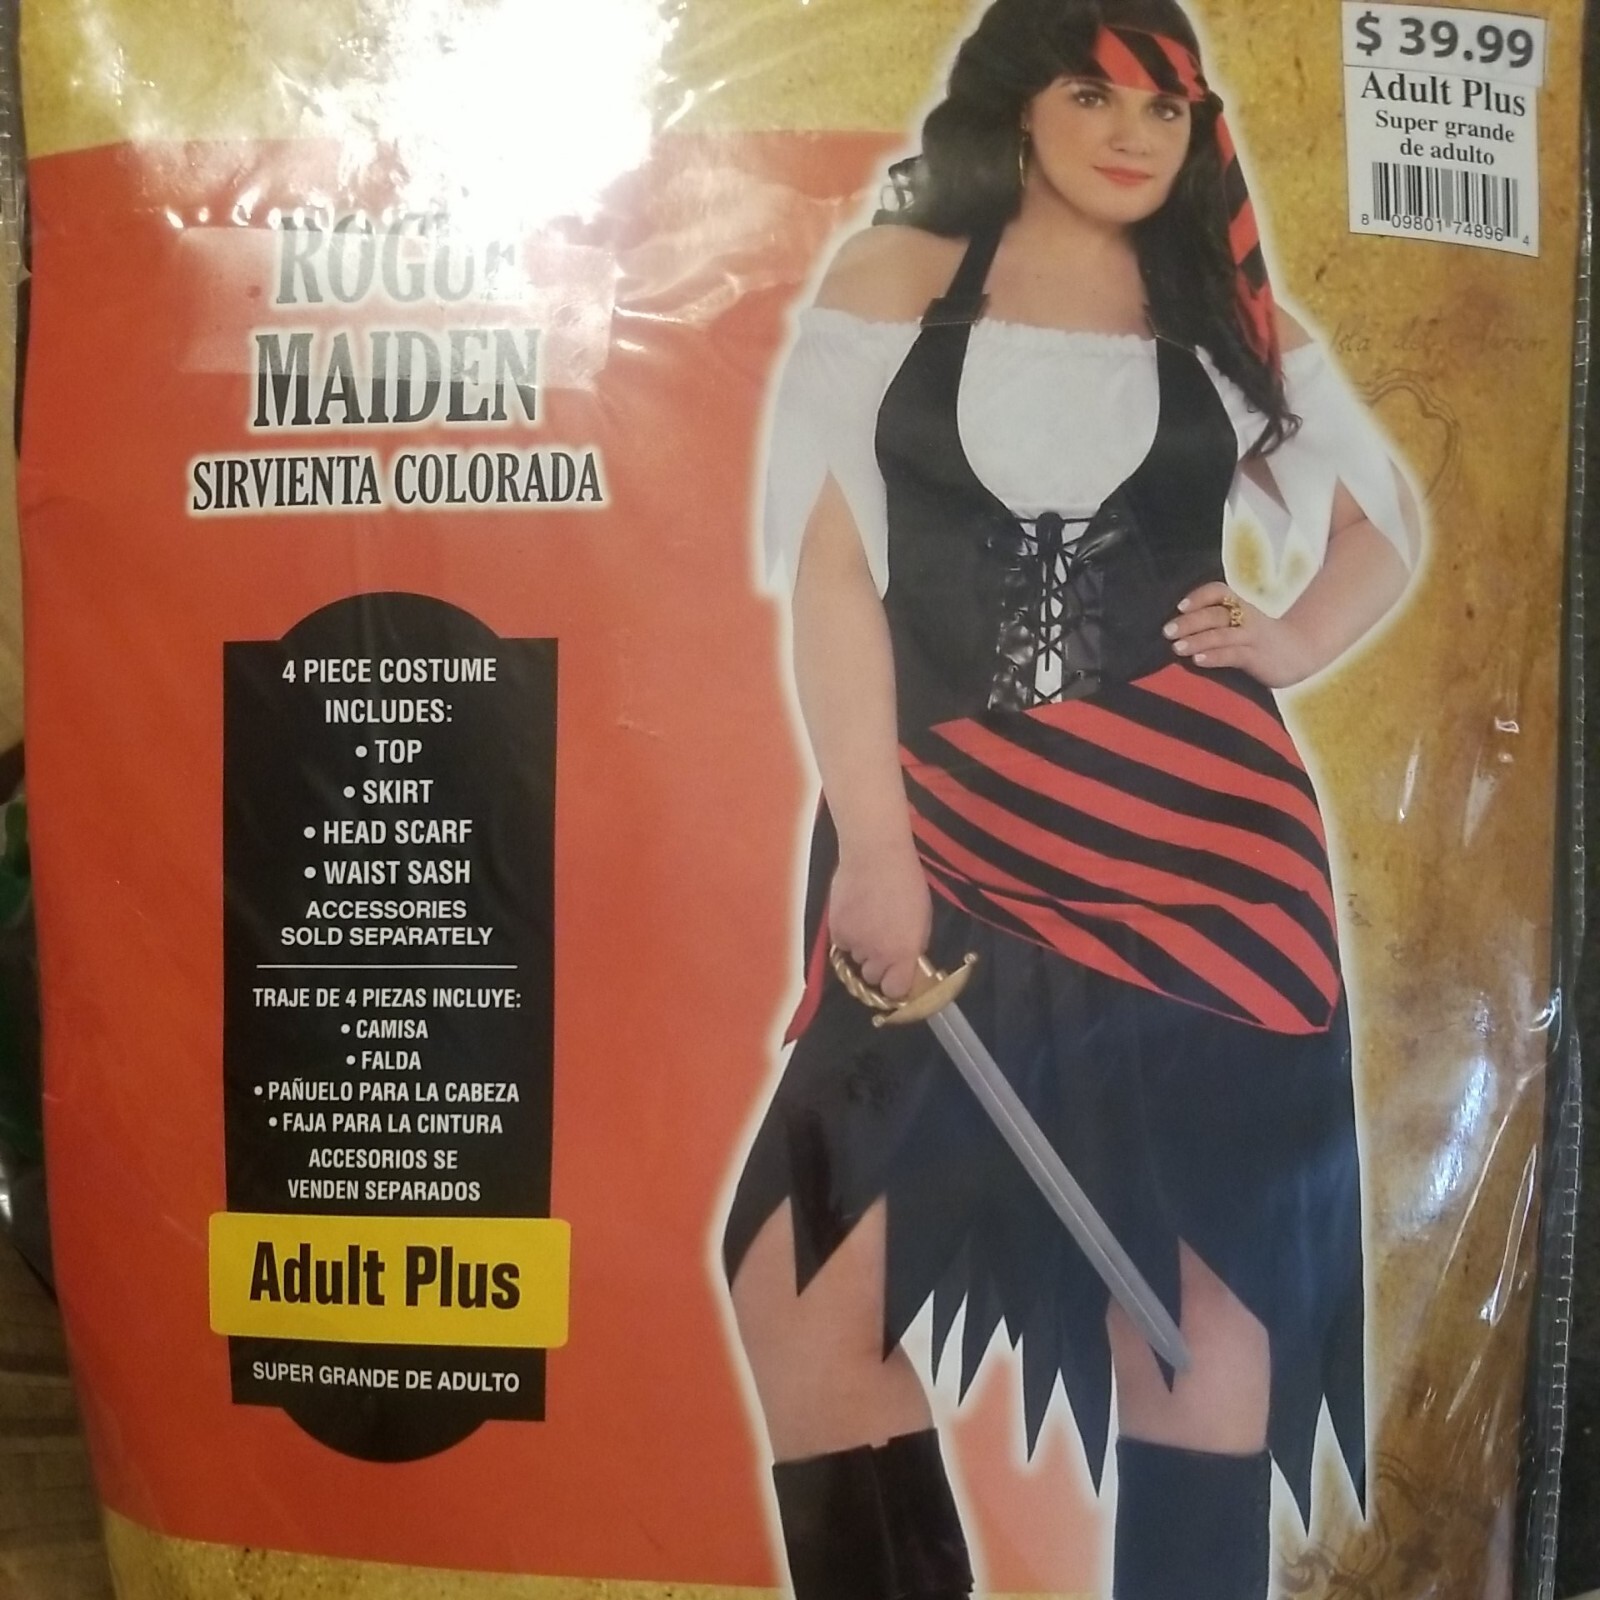 $ 39.99
Adult Plus
Super grande
de adulto
8 09801 74896 4
ROGUE
MAIDEN
SIRVIENTA COLORADA
4 PIECE COSTUME
INCLUDES:
• TOP
• SKIRT
• HEAD SCARF
• WAIST SASH
ACCESSORIES
SOLD SEPARATELY
TRAJE DE 4 PIEZAS INCLUYE:
• CAMISA
• FALDA
• PAÑUELO PARA LA CABEZA
• FAJA PARA LA CINTURA
ACCESORIOS SE
VENDEN SEPARADOS
Adult Plus
SUPER GRANDE DE ADULTO